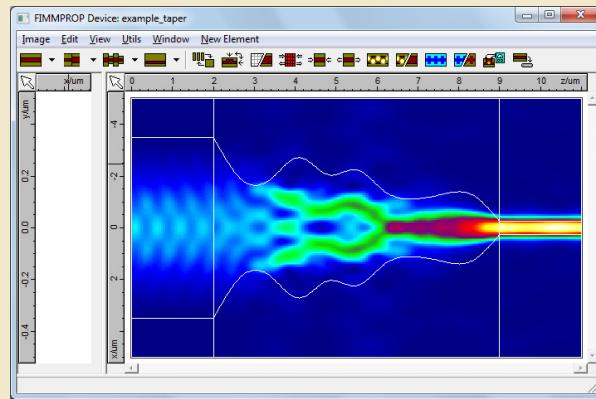 FIMMPROP Device: example_taper
Image Edit View Utils Window New Element
x/um 0 1 2 3 4 5 6 7 8 9 10 z/um
y/um
0.2
0.0
-0.2
-0.4
-4
-2
0
2
x/um